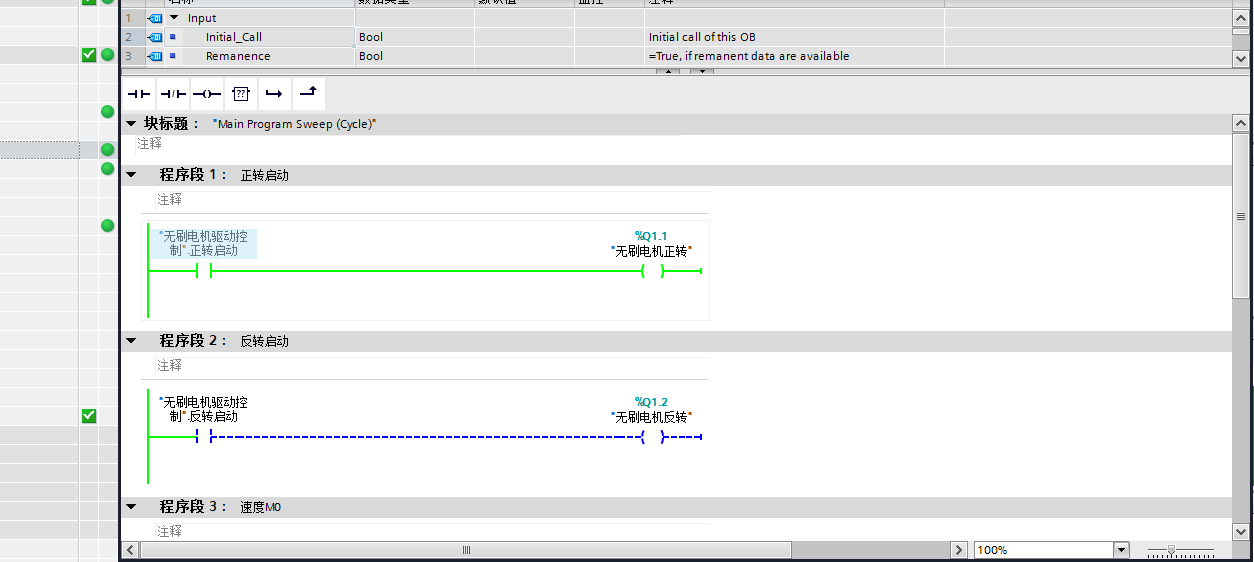 名称 数据类型 默认值 监控 注释
1 Input
2 Initial_Call Bool Initial call of this OB
3 Remanence Bool =True, if remanent data are available
??
块标题： "Main Program Sweep (Cycle)"
注释
程序段 1： 正转启动
注释
"无刷电机驱动控
制".正转启动
%Q1.1
"无刷电机正转"
程序段 2： 反转启动
注释
"无刷电机驱动控
制".反转启动
%Q1.2
"无刷电机反转"
程序段 3： 速度M0
注释
100%